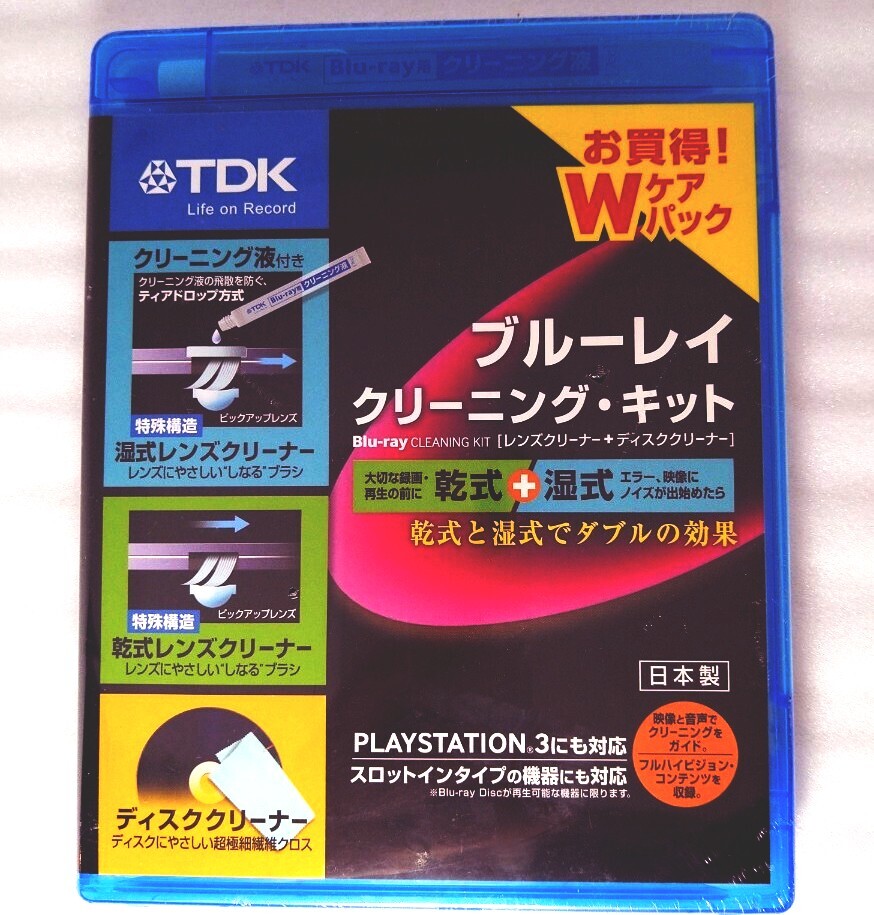 TDK Blu-ray用 クリーニング液
TDK
Life on Record
お買得!
Wケア
パック
クリーニング液付き
クリーニング液の飛散を防ぐ、
ティアドロップ方式
TDK Blu-ray用 クリーニング液
ピックアップレンズ
特殊構造
湿式レンズクリーナー
レンズにやさしい"しなる"ブラシ
ブルーレイ
クリーニング・キット
Blu-ray CLEANING KIT [レンズクリーナー+ディスククリーナー]
大切な録画・
再生の前に
乾式+湿式
エラー、映像に
ノイズが出始めたら
乾式と湿式でダブルの効果
ピックアップレンズ
特殊構造
乾式レンズクリーナー
レンズにやさしい"しなる"ブラシ
日本製
PLAYSTATION®3にも対応
スロットインタイプの機器にも対応
※Blu-ray Discが再生可能な機器に限ります。
映像と音声で
クリーニングを
ガイド。
フルハイビジョン・
コンテンツを
収録。
ディスククリーナー
ディスクにやさしい超極細繊維クロス